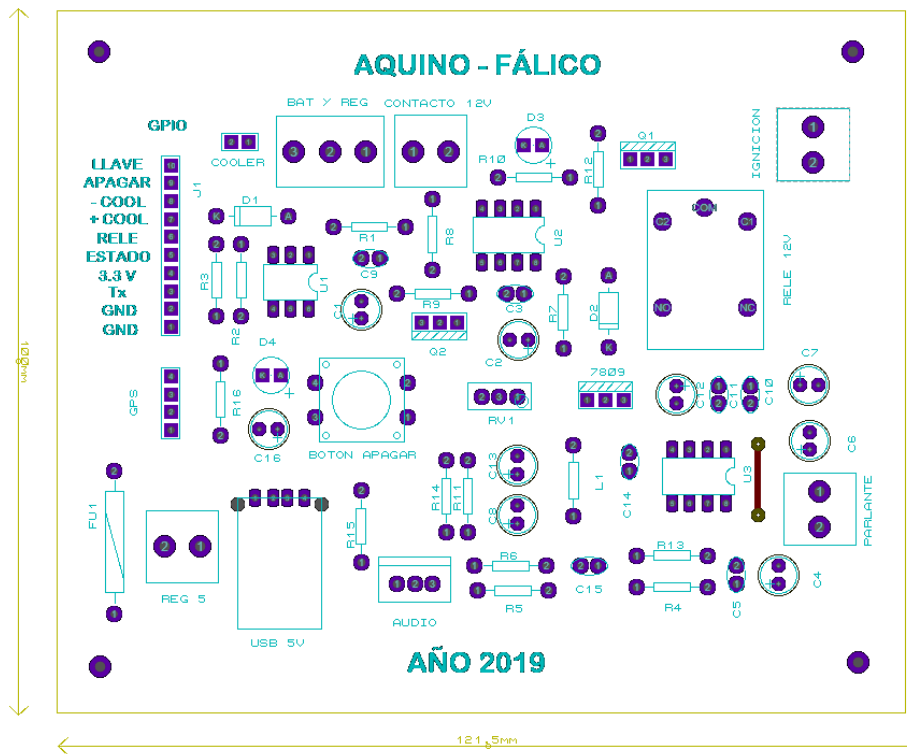 AQUINO - FÁLICO
BAT Y REG
CONTACTO 12V
D3
GPIO
COOLER
Q1
IGNICION
R10
R12
LLAVE
APAGAR
- COOL
+ COOL
RELE
ESTADO
3.3 V
Tx
GND
GND
J1
D1
K
A
R1
R8
U2
COM
C2
C1
NO
NC
RELE 12V
R3
R2
U1
C9
C1
R9
C3
Q2
C2
R7
D2
A
K
D4
K
A
GPS
R16
C16
BOTON APAGAR
RV1
7809
C12
C11
C10
C7
C6
FU1
R14
R11
C13
C8
L1
C14
U3
PARLANTE
REG 5
USB 5V
R15
AUDIO
R6
R5
C15
R13
R4
C5
C4
AÑO 2019
100mm
121.5mm